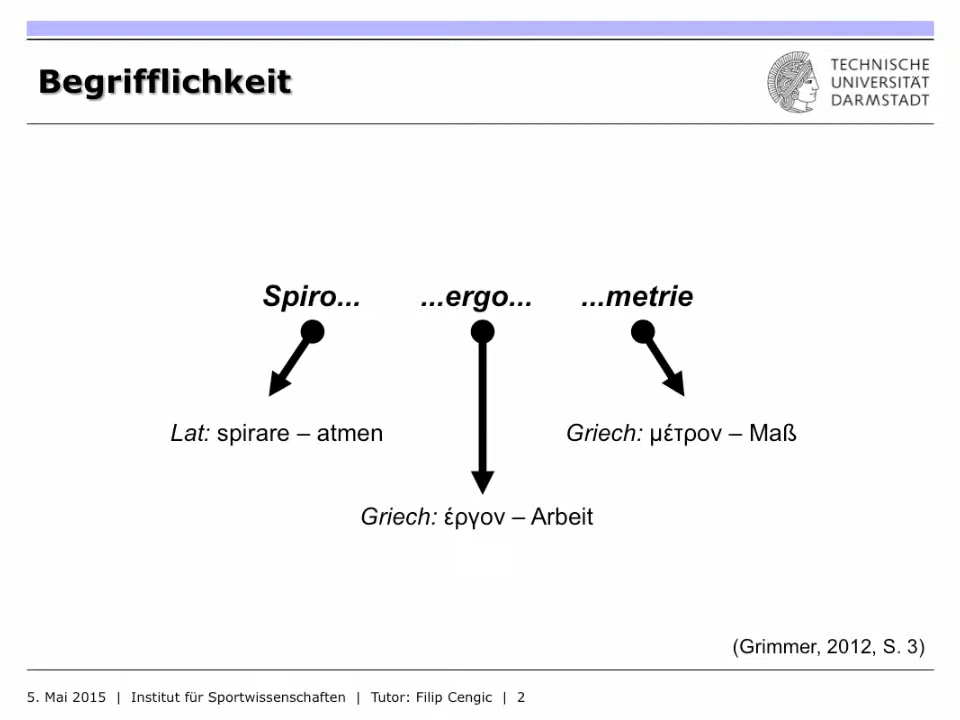 Begrifflichkeit
TECHNISCHE
UNIVERSITÄT
DARMSTADT
Spiro... ...ergo... ...metrie
Lat: spirare – atmen
Griech: μέτρον – Maß
Griech: έργον – Arbeit
(Grimmer, 2012, S. 3)
5. Mai 2015 | Institut für Sportwissenschaften | Tutor: Filip Cengic | 2